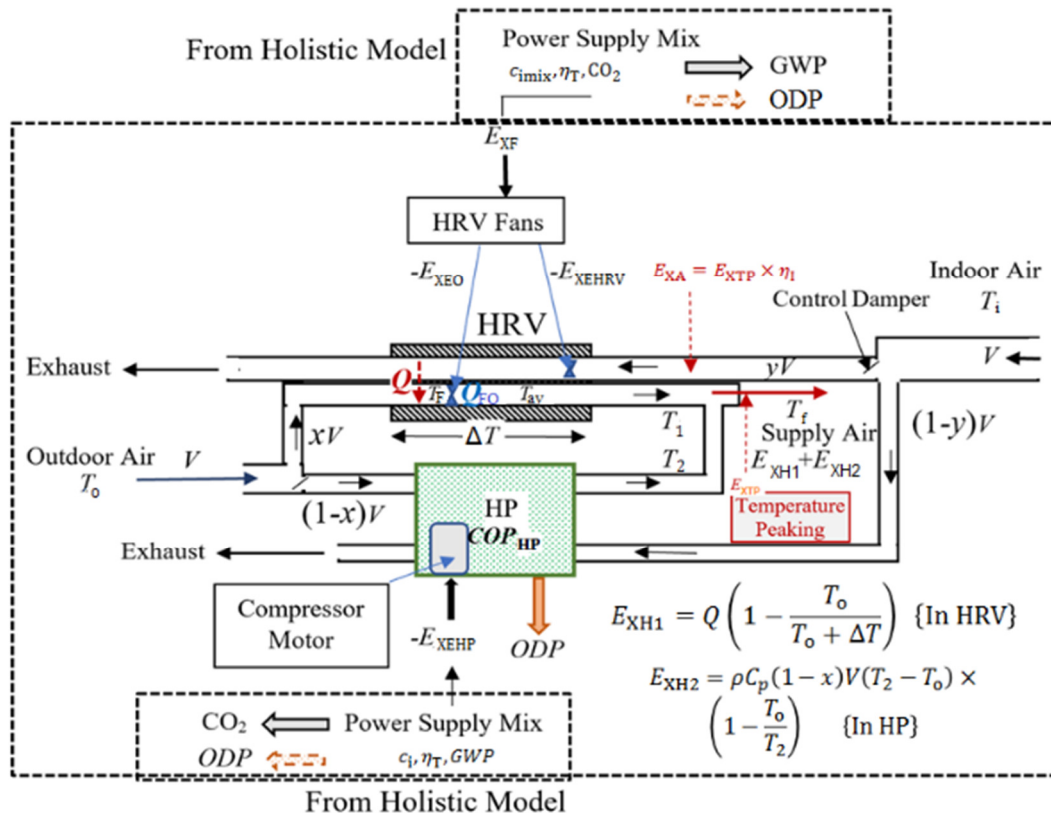 From Holistic Model
Power Supply Mix
c_imix, η_T, CO₂
GWP
ODP
E_XF
HRV Fans
-E_XEO
-E_XEHRV
E_XA = E_XTP × η_I
Indoor Air
T_i
Control Damper
HRV
Exhaust
V
yV
Q
T_F
Q_FO
T_av
T_f
ΔT
T_1
xV
(1-y)V
Supply Air
Outdoor Air
V
T_o
T_2
E_XH1+E_XH2
E_XTP
(1-x)V
HP
COP_HP
Temperature
Peaking
Exhaust
Compressor
Motor
-E_XEHP
ODP
E_XH1 = Q (1 − T_o / (T_o + ΔT)) {In HRV}
E_XH2 = ρC_p(1 − x)V(T_2 − T_o) ×
(1 − T_o / T_2) {In HP}
CO₂
Power Supply Mix
ODP
c_i, η_T, GWP
From Holistic Model